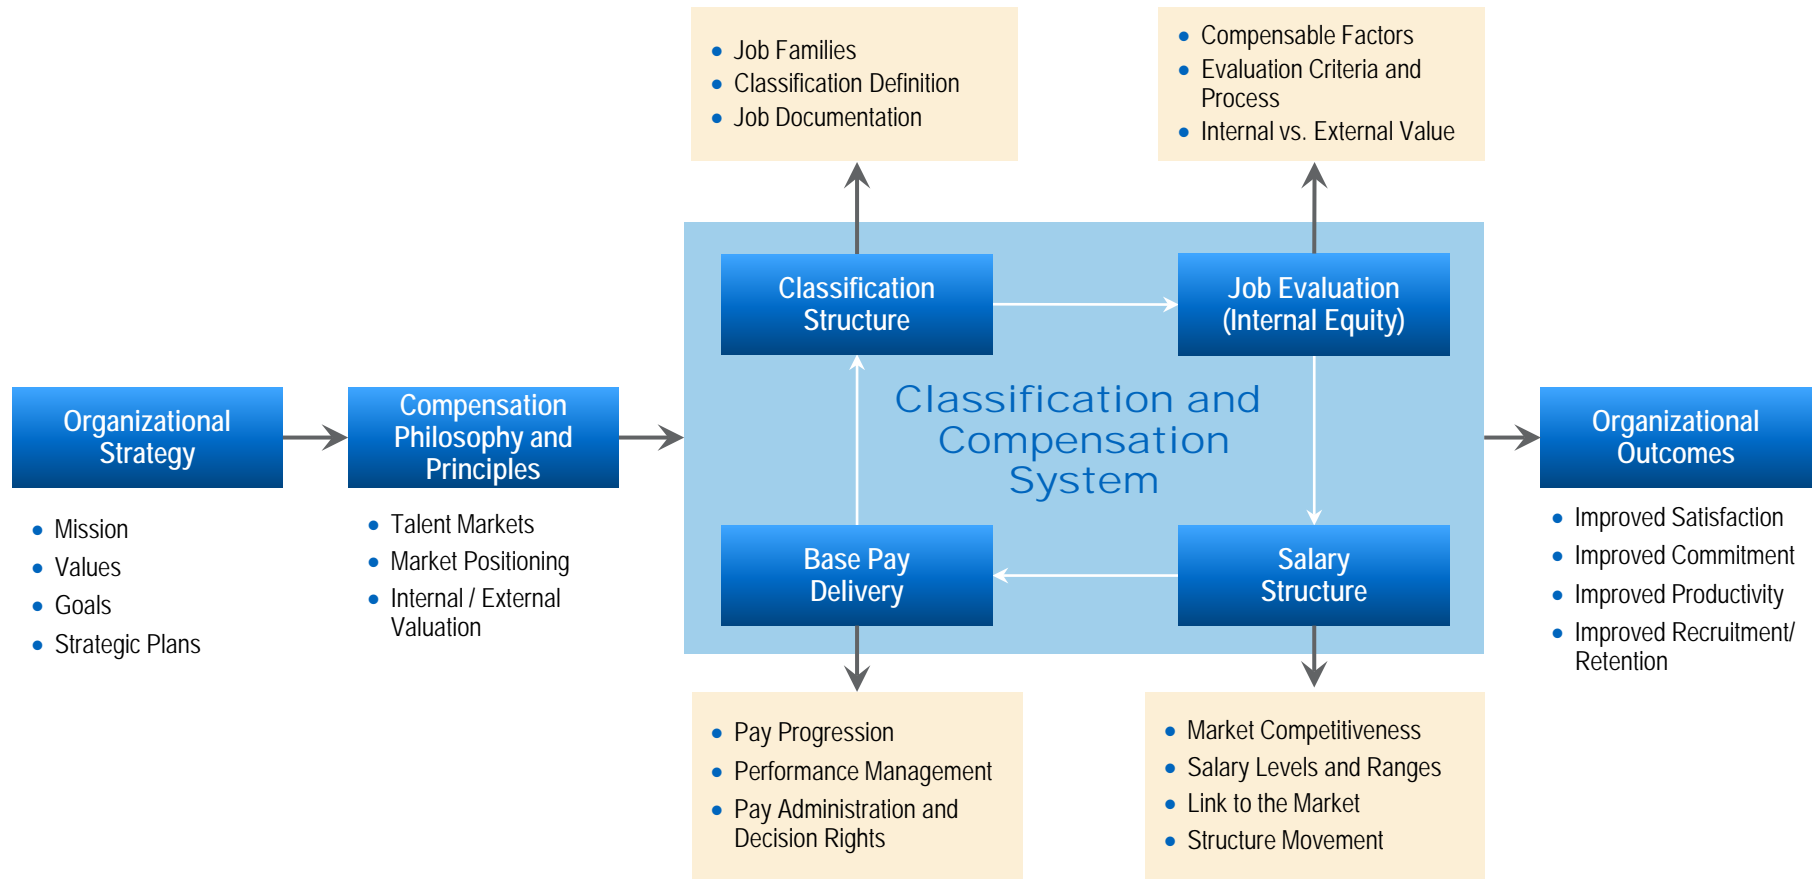 • Job Families
• Classification Definition
• Job Documentation
• Compensable Factors
• Evaluation Criteria and
Process
• Internal vs. External Value
Classification
Structure
Job Evaluation
(Internal Equity)
Organizational
Strategy
• Mission
• Values
• Goals
• Strategic Plans
Compensation
Philosophy and
Principles
• Talent Markets
• Market Positioning
• Internal / External
Valuation
Classification and
Compensation
System
Organizational
Outcomes
• Improved Satisfaction
• Improved Commitment
• Improved Productivity
• Improved Recruitment/
Retention
Base Pay
Delivery
Salary
Structure
• Pay Progression
• Performance Management
• Pay Administration and
Decision Rights
• Market Competitiveness
• Salary Levels and Ranges
• Link to the Market
• Structure Movement